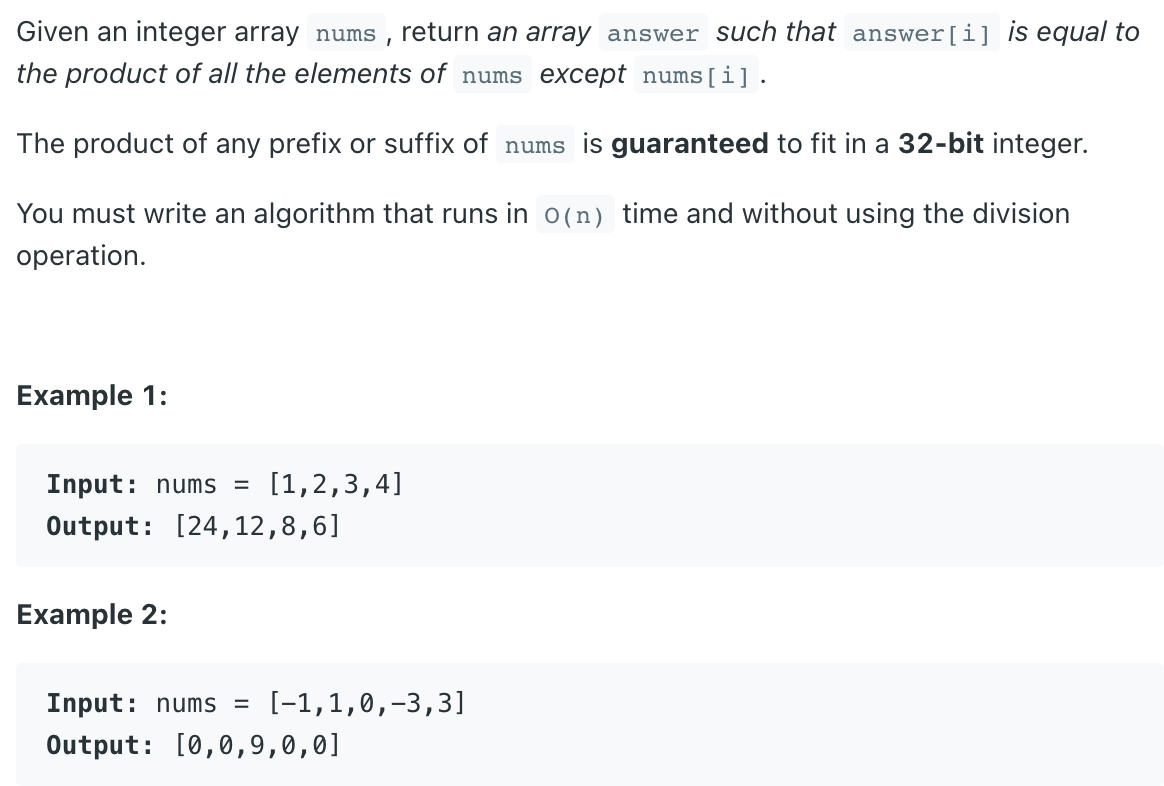 Given an integer array nums , return an array answer such that answer[i] is equal to
the product of all the elements of nums except nums[i] .
The product of any prefix or suffix of nums is guaranteed to fit in a 32-bit integer.
You must write an algorithm that runs in O(n) time and without using the division
operation.
Example 1:
Input: nums = [1,2,3,4]
Output: [24,12,8,6]
Example 2:
Input: nums = [-1,1,0,-3,3]
Output: [0,0,9,0,0]